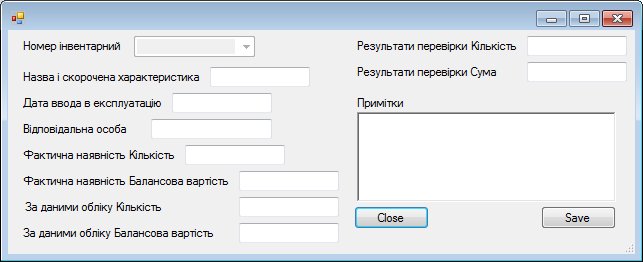 Номер інвентарний
Назва і скорочена характеристика
Дата ввода в експлуатацію
Відповідальна особа
Фактична наявність Кількість
Фактична наявність Балансова вартість
За даними обліку Кількість
За даними обліку Балансова вартість
Результати перевірки Кількість
Результати перевірки Сума
Примітки
Close
Save